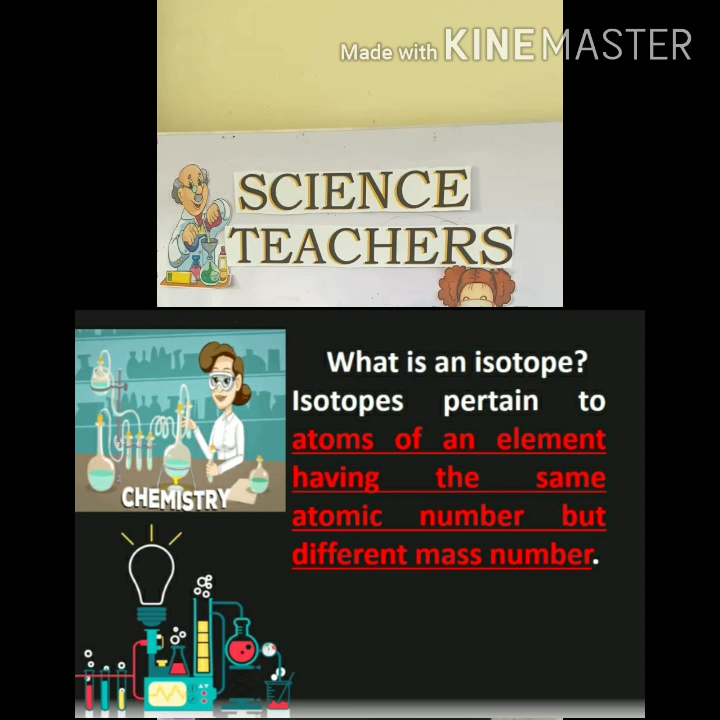 Made with KINEMASTER
SCIENCE
TEACHERS
What is an isotope?
Isotopes pertain to
atoms of an element
having the same
atomic number but
different mass number.
CHEMISTRY